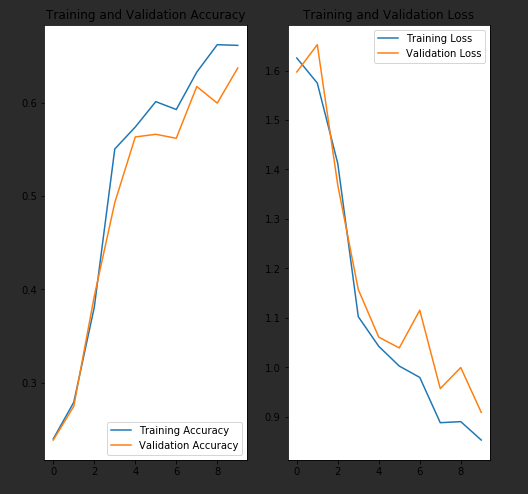 Training and Validation Accuracy
0.6
0.5
0.4
0.3
Training Accuracy
Validation Accuracy
0 2 4 6 8
Training and Validation Loss
Training Loss
Validation Loss
1.6
1.5
1.4
1.3
1.2
1.1
1.0
0.9
0 2 4 6 8